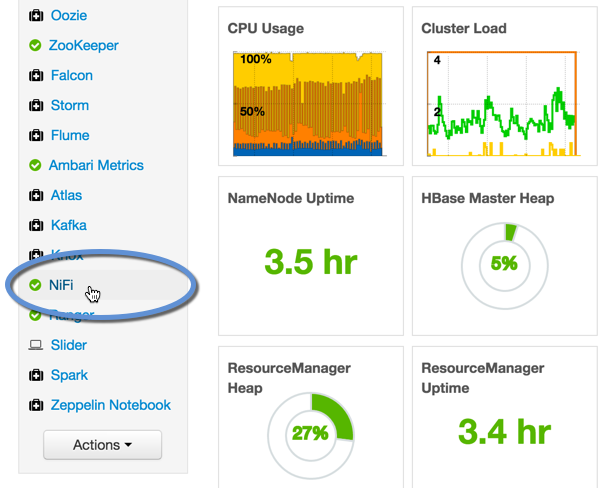 Oozie
ZooKeeper
Falcon
Storm
Flume
Ambari Metrics
Atlas
Kafka
Knox
NiFi
Ranger
Slider
Spark
Zeppelin Notebook
Actions
CPU Usage
100%
50%
Cluster Load
4
2
NameNode Uptime
3.5 hr
HBase Master Heap
5%
ResourceManager
Heap
27%
ResourceManager
Uptime
3.4 hr